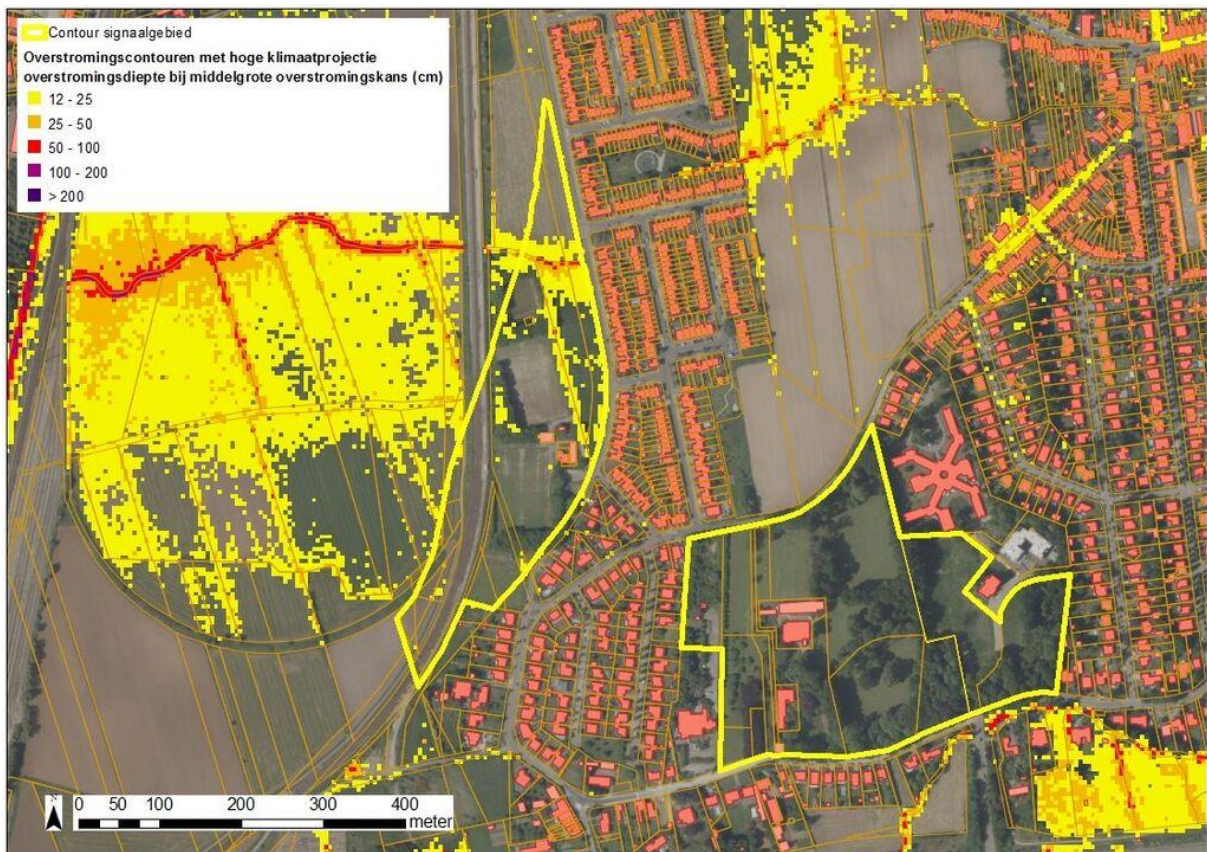 Contour signaalgebied
Overstromingscontouren met hoge klimaatprojectie
overstromingsdiepte bij middelgrote overstromingskans (cm)
12 - 25
25 - 50
50 - 100
100 - 200
> 200
N
0 50 100 200 300 400
meter